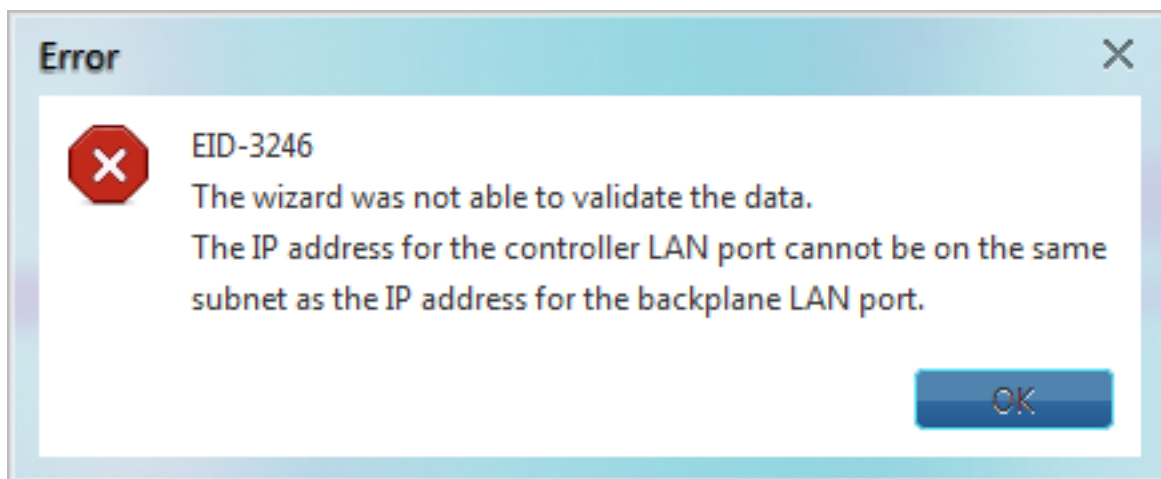 Error
EID-3246
The wizard was not able to validate the data.
The IP address for the controller LAN port cannot be on the same
subnet as the IP address for the backplane LAN port.
OK